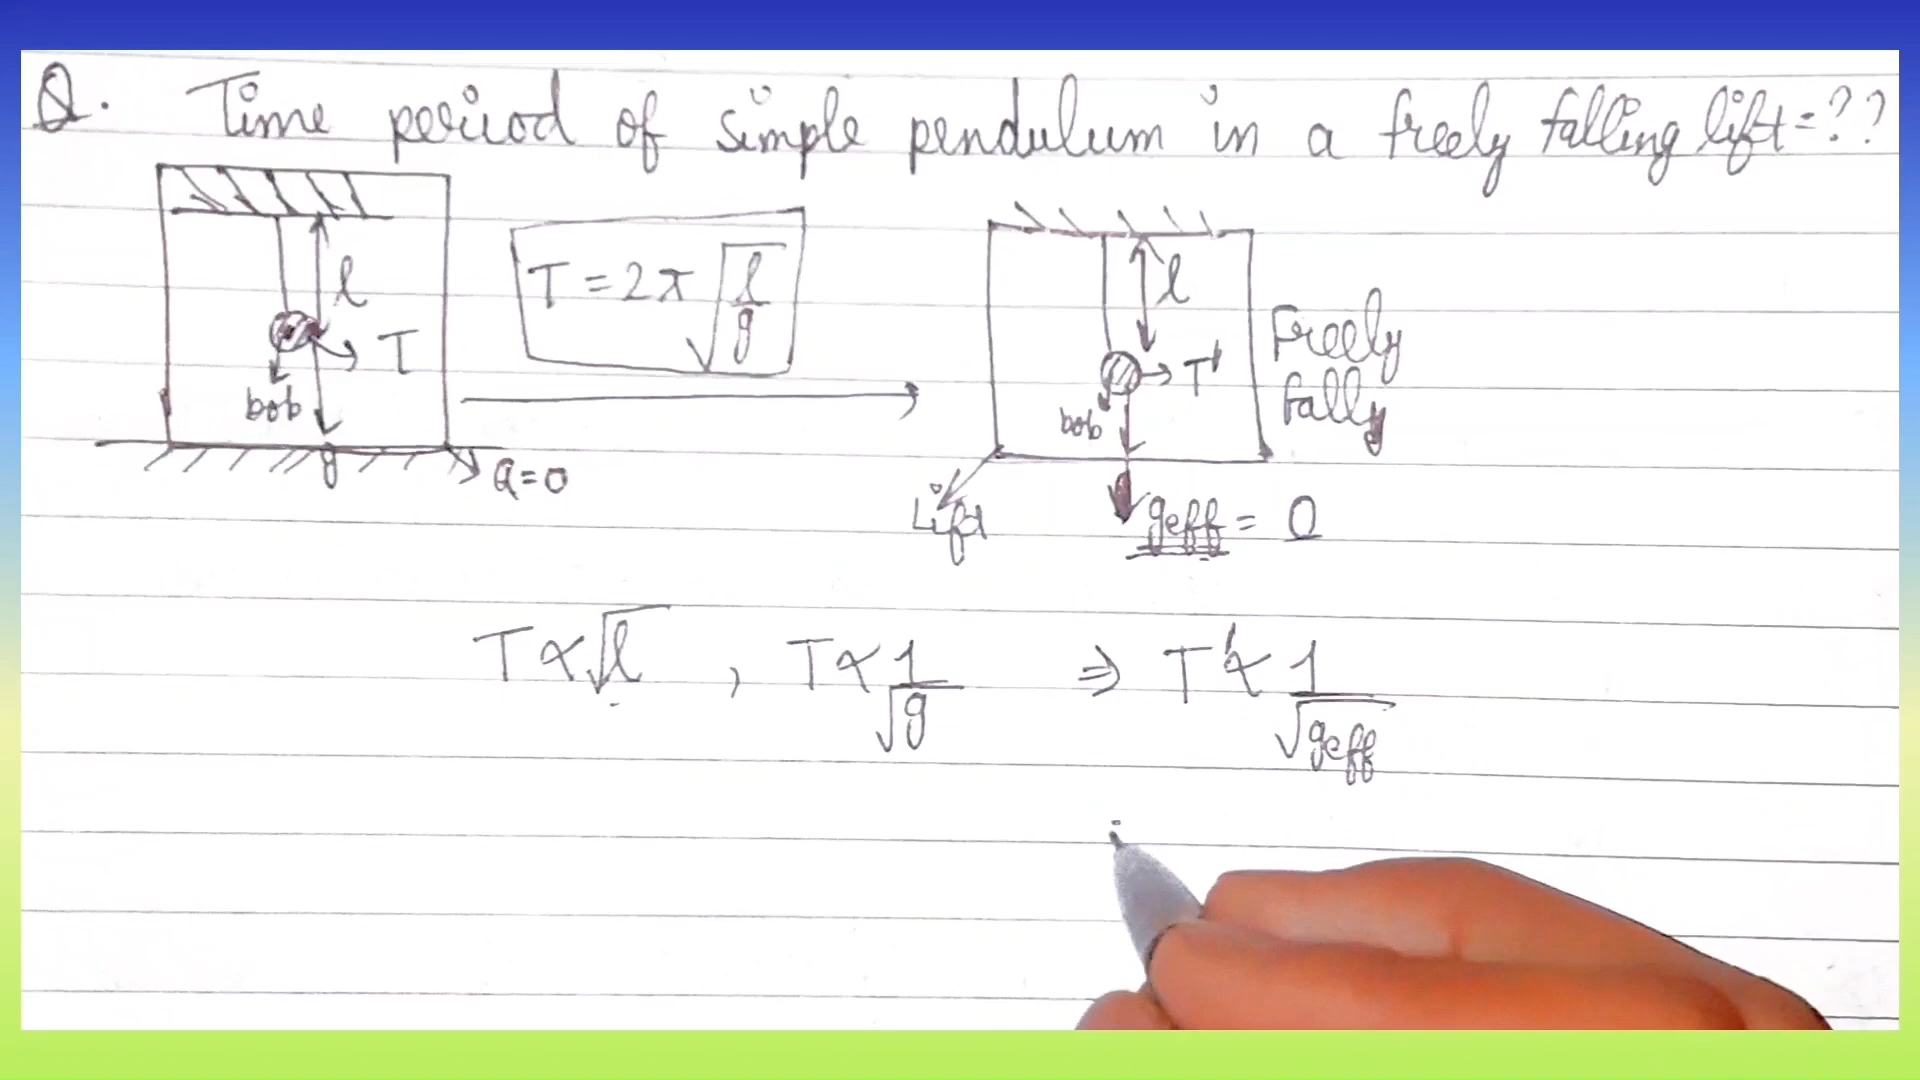 Q. Time period of simple pendulum in a freely falling lift = ??
l
T
bob
g
a = 0
T = 2π √(l/g)
l
T'
bob
Freely
fally
Lift
geff = 0
T ∝ √l , T ∝ 1/√g ⇒ T' ∝ 1/√geff